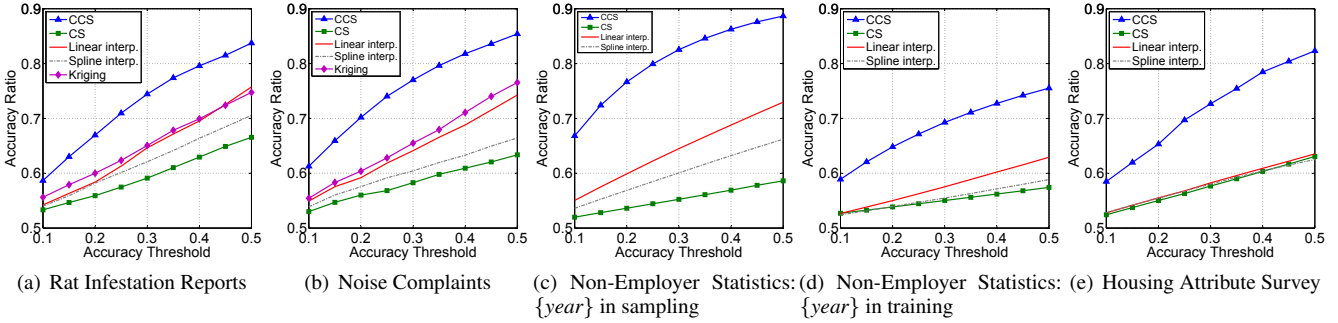 0.9
0.8
0.7
0.6
0.5
0.1
0.2
0.3
0.4
0.5
Accuracy Ratio
Accuracy Threshold
CCS
CS
Linear interp.
Spline interp.
Kriging
(a) Rat Infestation Reports
0.9
0.8
0.7
0.6
0.5
0.1
0.2
0.3
0.4
0.5
Accuracy Ratio
Accuracy Threshold
CCS
CS
Linear interp.
Spline interp.
Kriging
(b) Noise Complaints
0.9
0.8
0.7
0.6
0.5
0.1
0.2
0.3
0.4
0.5
Accuracy Ratio
Accuracy Threshold
CCS
CS
Linear interp.
Spline interp.
(c) Non-Employer Statistics:
{year} in sampling
0.9
0.8
0.7
0.6
0.5
0.1
0.2
0.3
0.4
0.5
Accuracy Ratio
Accuracy Threshold
CCS
CS
Linear interp.
Spline interp.
(d) Non-Employer Statistics:
{year} in training
0.9
0.8
0.7
0.6
0.5
0.1
0.2
0.3
0.4
0.5
Accuracy Ratio
Accuracy Threshold
CCS
CS
Linear interp.
Spline interp.
(e) Housing Attribute Survey